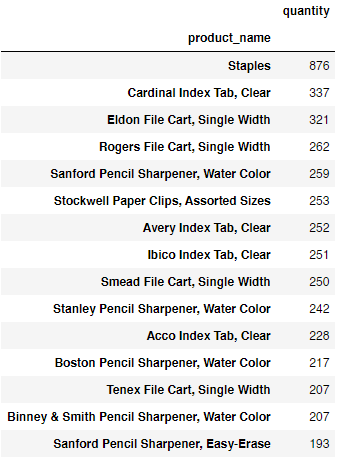 quantity
product_name
Staples 876
Cardinal Index Tab, Clear 337
Eldon File Cart, Single Width 321
Rogers File Cart, Single Width 262
Sanford Pencil Sharpener, Water Color 259
Stockwell Paper Clips, Assorted Sizes 253
Avery Index Tab, Clear 252
Ibico Index Tab, Clear 251
Smead File Cart, Single Width 250
Stanley Pencil Sharpener, Water Color 242
Acco Index Tab, Clear 228
Boston Pencil Sharpener, Water Color 217
Tenex File Cart, Single Width 207
Binney & Smith Pencil Sharpener, Water Color 207
Sanford Pencil Sharpener, Easy-Erase 193